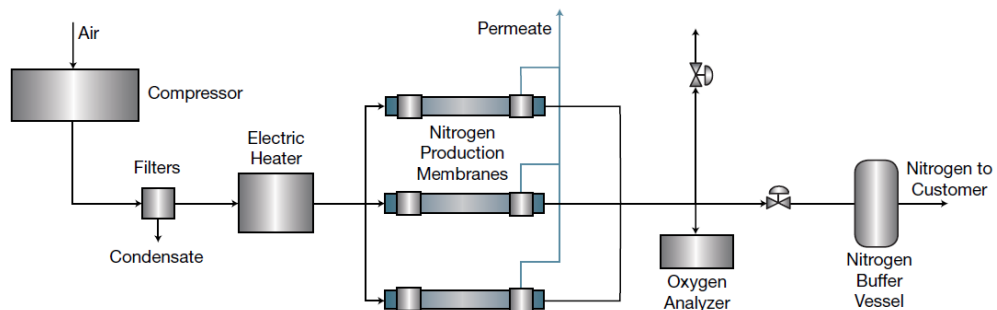 Air
Compressor
Filters
Condensate
Electric
Heater
Permeate
Nitrogen
Production
Membranes
Oxygen
Analyzer
Nitrogen
Buffer
Vessel
Nitrogen to
Customer